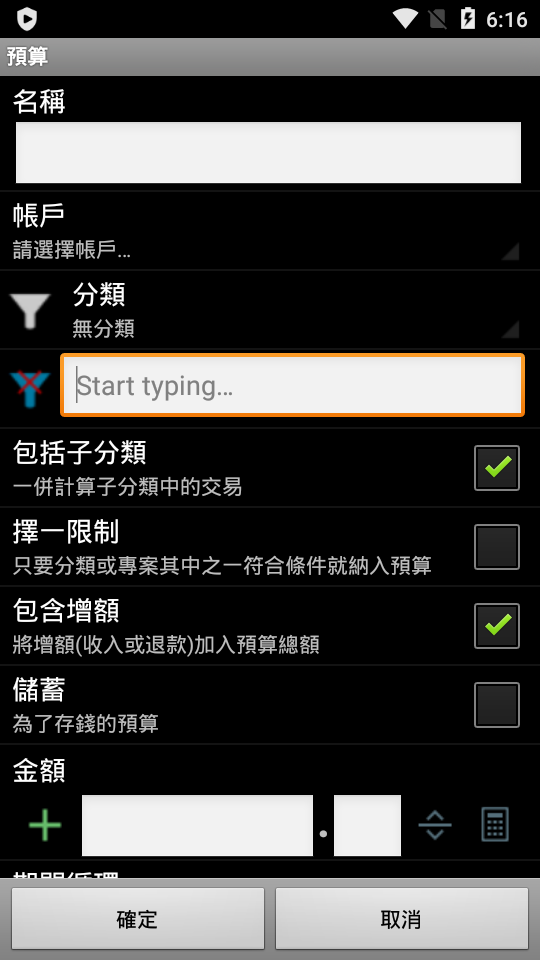 6:16
預算
名稱
帳戶
請選擇帳戶...
分類
無分類
Start typing...
包括子分類
一併計算子分類中的交易
擇一限制
只要分類或專案其中之一符合條件就納入預算
包含增額
將增額(收入或退款)加入預算總額
儲蓄
為了存錢的預算
金額
.
確定
取消